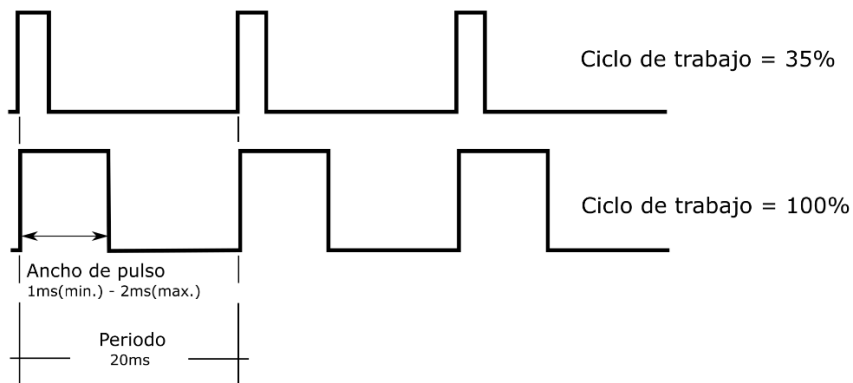 Ciclo de trabajo = 35%
Ciclo de trabajo = 100%
Ancho de pulso
1ms(min.) - 2ms(max.)
Periodo
20ms